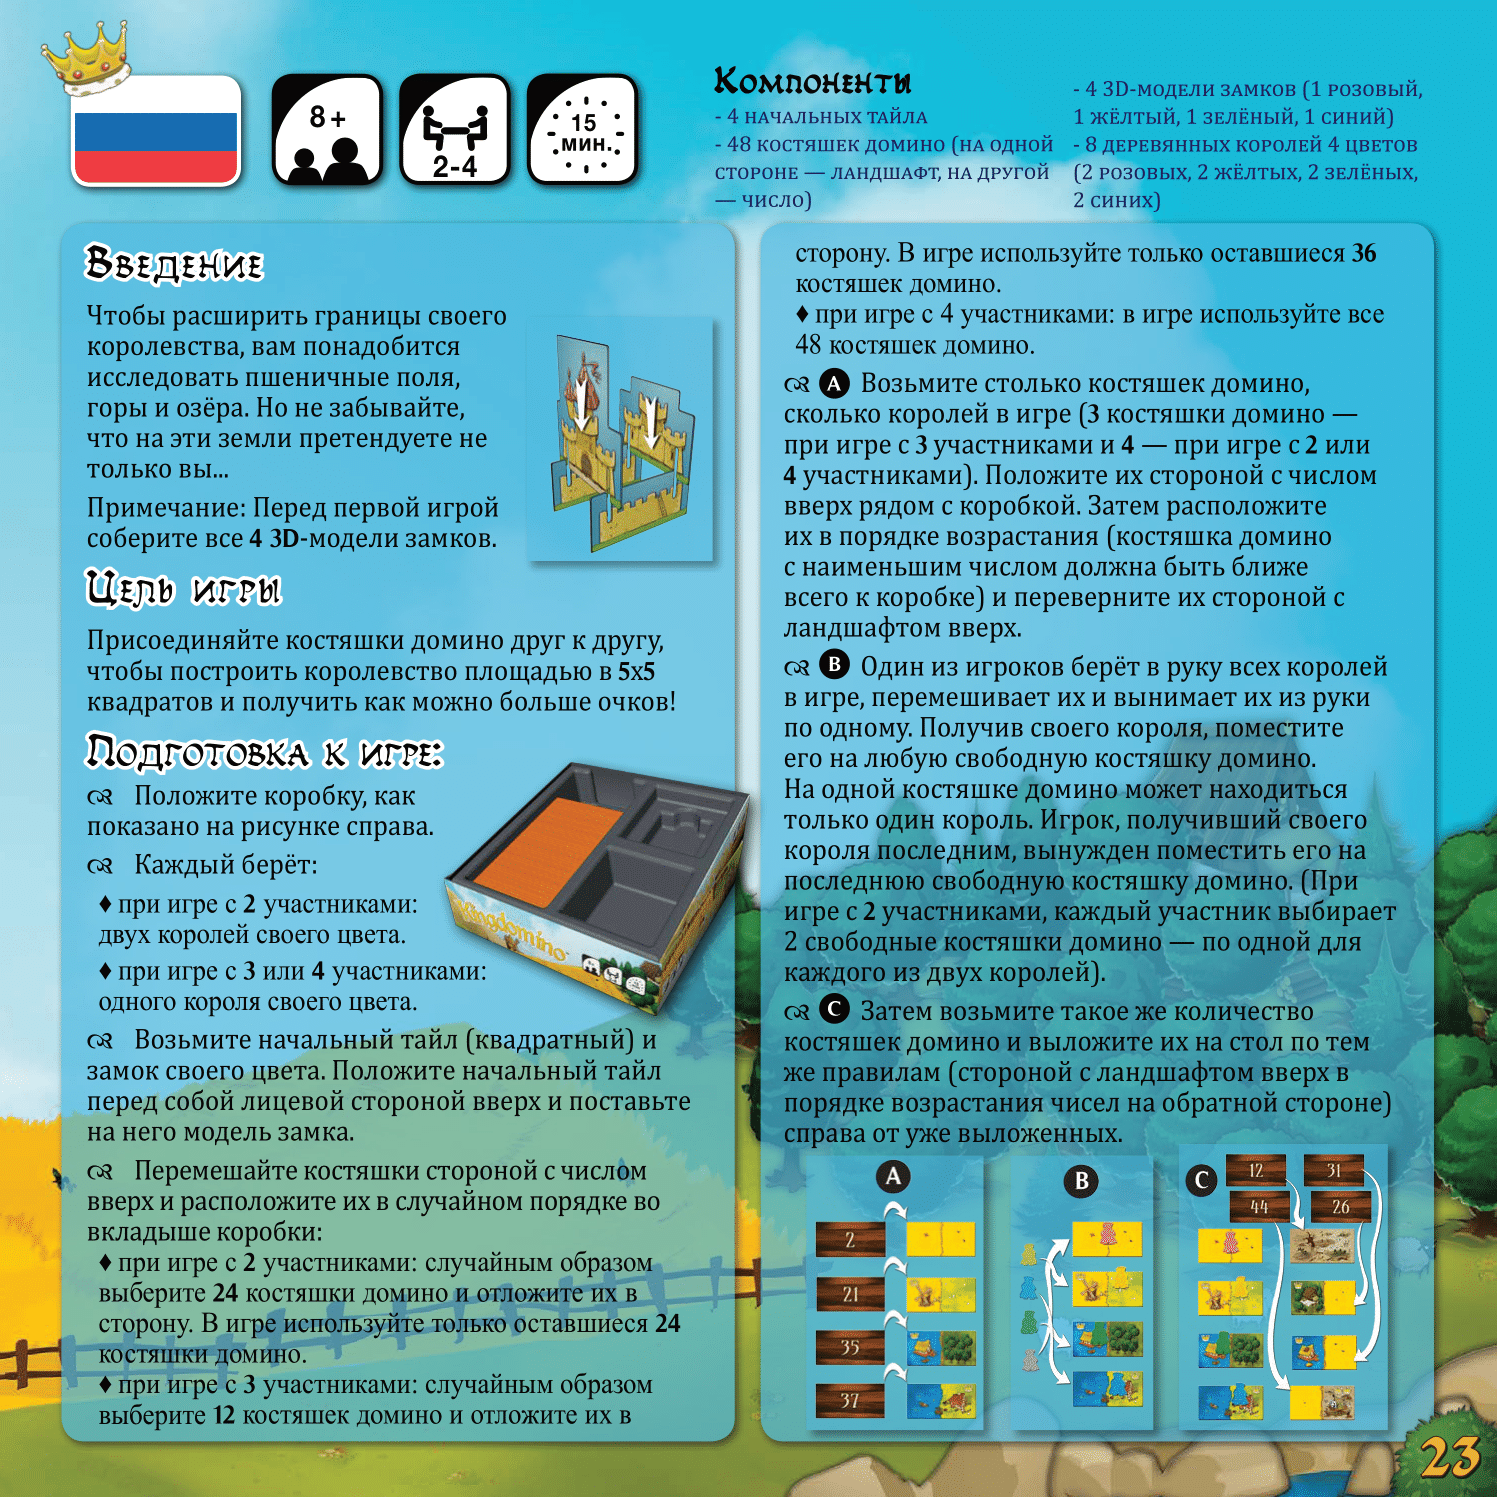 8+
2-4
15
мин.
Компоненты
- 4 начальных тайла
- 48 костяшек домино (на одной
стороне — ландшафт, на другой
— число)
- 4 3D-модели замков (1 розовый,
1 жёлтый, 1 зелёный, 1 синий)
- 8 деревянных королей 4 цветов
(2 розовых, 2 жёлтых, 2 зелёных,
2 синих)
Введение
Чтобы расширить границы своего
королевства, вам понадобится
исследовать пшеничные поля,
горы и озёра. Но не забывайте,
что на эти земли претендуете не
только вы...
Примечание: Перед первой игрой
соберите все 4 3D-модели замков.
Цель игры
Присоединяйте костяшки домино друг к другу,
чтобы построить королевство площадью в 5x5
квадратов и получить как можно больше очков!
Подготовка к игре:
Положите коробку, как
показано на рисунке справа.
Каждый берёт:
♦ при игре с 2 участниками:
двух королей своего цвета.
♦ при игре с 3 или 4 участниками:
одного короля своего цвета.
Kingdomino
Возьмите начальный тайл (квадратный) и
замок своего цвета. Положите начальный тайл
перед собой лицевой стороной вверх и поставьте
на него модель замка.
Перемешайте костяшки стороной с числом
вверх и расположите их в случайном порядке во
вкладыше коробки:
♦ при игре с 2 участниками: случайным образом
выберите 24 костяшки домино и отложите их в
сторону. В игре используйте только оставшиеся 24
костяшки домино.
♦ при игре с 3 участниками: случайным образом
выберите 12 костяшек домино и отложите их в
сторону. В игре используйте только оставшиеся 36
костяшек домино.
♦ при игре с 4 участниками: в игре используйте все
48 костяшек домино.
A Возьмите столько костяшек домино,
сколько королей в игре (3 костяшки домино —
при игре с 3 участниками и 4 — при игре с 2 или
4 участниками). Положите их стороной с числом
вверх рядом с коробкой. Затем расположите
их в порядке возрастания (костяшка домино
с наименьшим числом должна быть ближе
всего к коробке) и переверните их стороной с
ландшафтом вверх.
B Один из игроков берёт в руку всех королей
в игре, перемешивает их и вынимает их из руки
по одному. Получив своего короля, поместите
его на любую свободную костяшку домино.
На одной костяшке домино может находиться
только один король. Игрок, получивший своего
короля последним, вынужден поместить его на
последнюю свободную костяшку домино. (При
игре с 2 участниками, каждый участник выбирает
2 свободные костяшки домино — по одной для
каждого из двух королей).
C Затем возьмите такое же количество
костяшек домино и выложите их на стол по тем
же правилам (стороной с ландшафтом вверх в
порядке возрастания чисел на обратной стороне)
справа от уже выложенных.
A
2
21
35
37
B
C
12
31
44
26
23